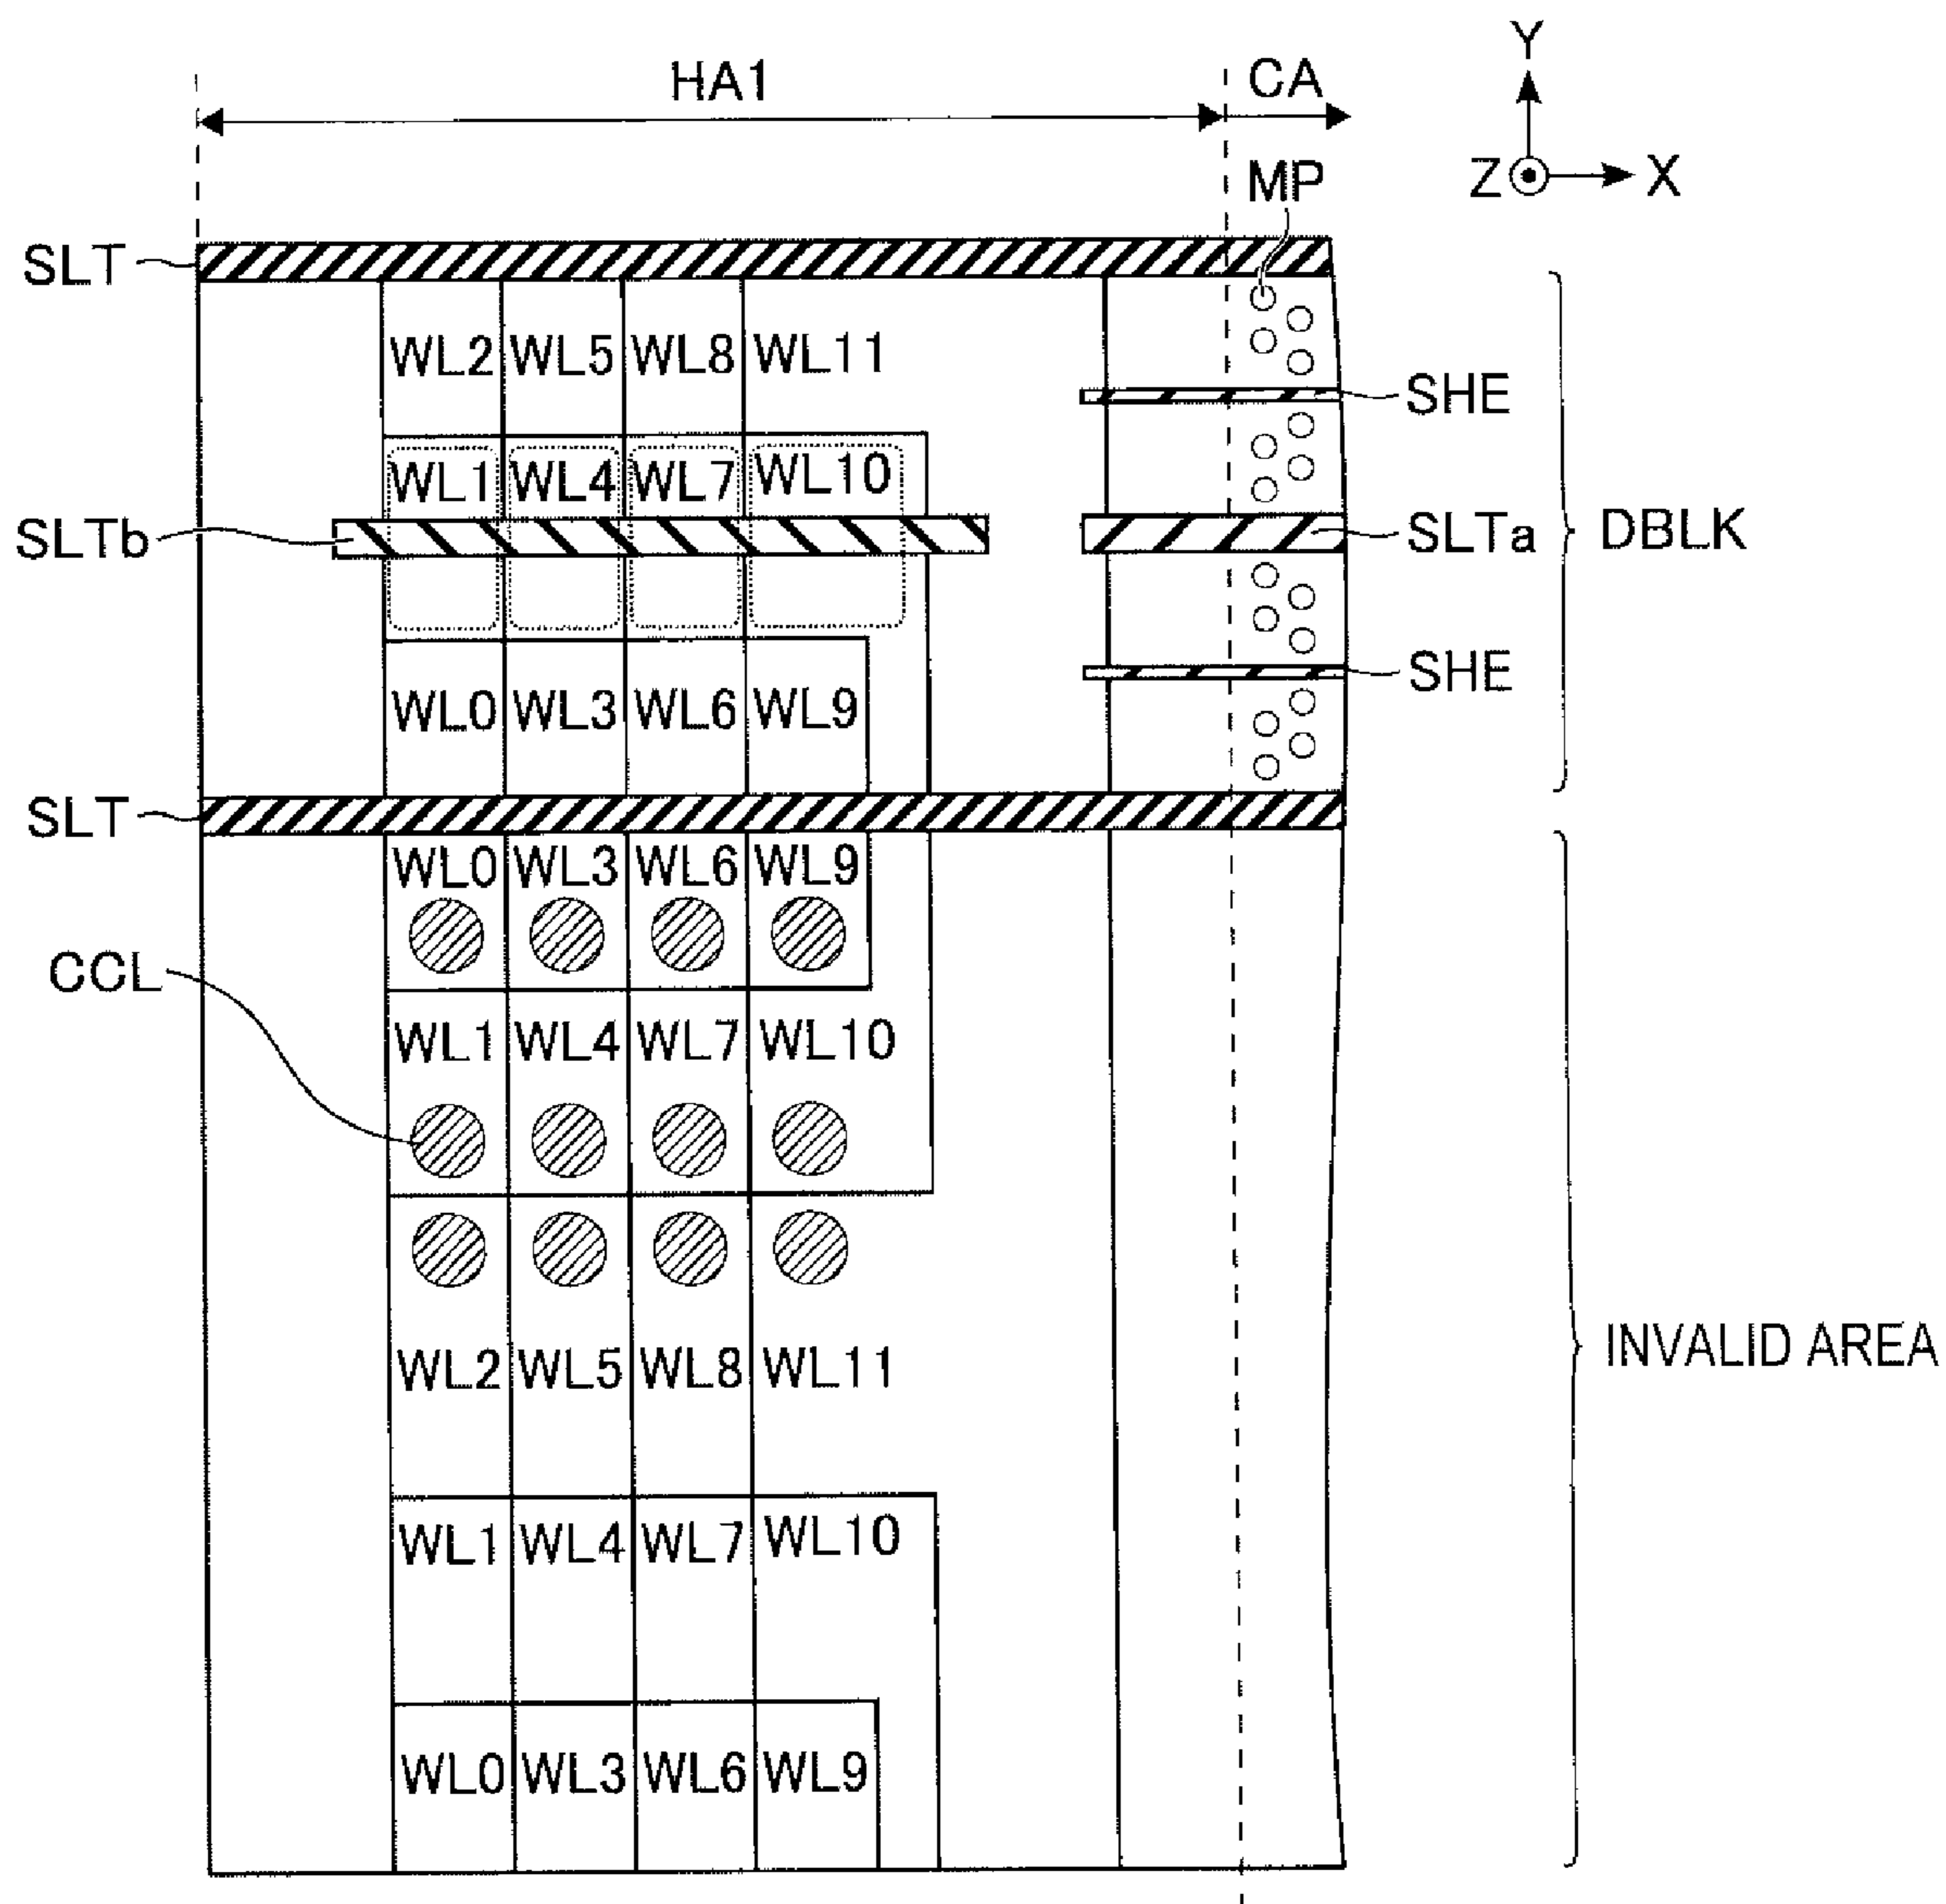 HA1 CA Y
Z X
MP
SLT
WL2 WL5 WL8 WL11
SHE
WL1 WL4 WL7 WL10
SLTb SLTa DBLK
SHE
WL0 WL3 WL6 WL9
SLT
WL0 WL3 WL6 WL9
CCL
WL1 WL4 WL7 WL10
WL2 WL5 WL8 WL11 INVALID AREA
WL1 WL4 WL7 WL10
WL0 WL3 WL6 WL9